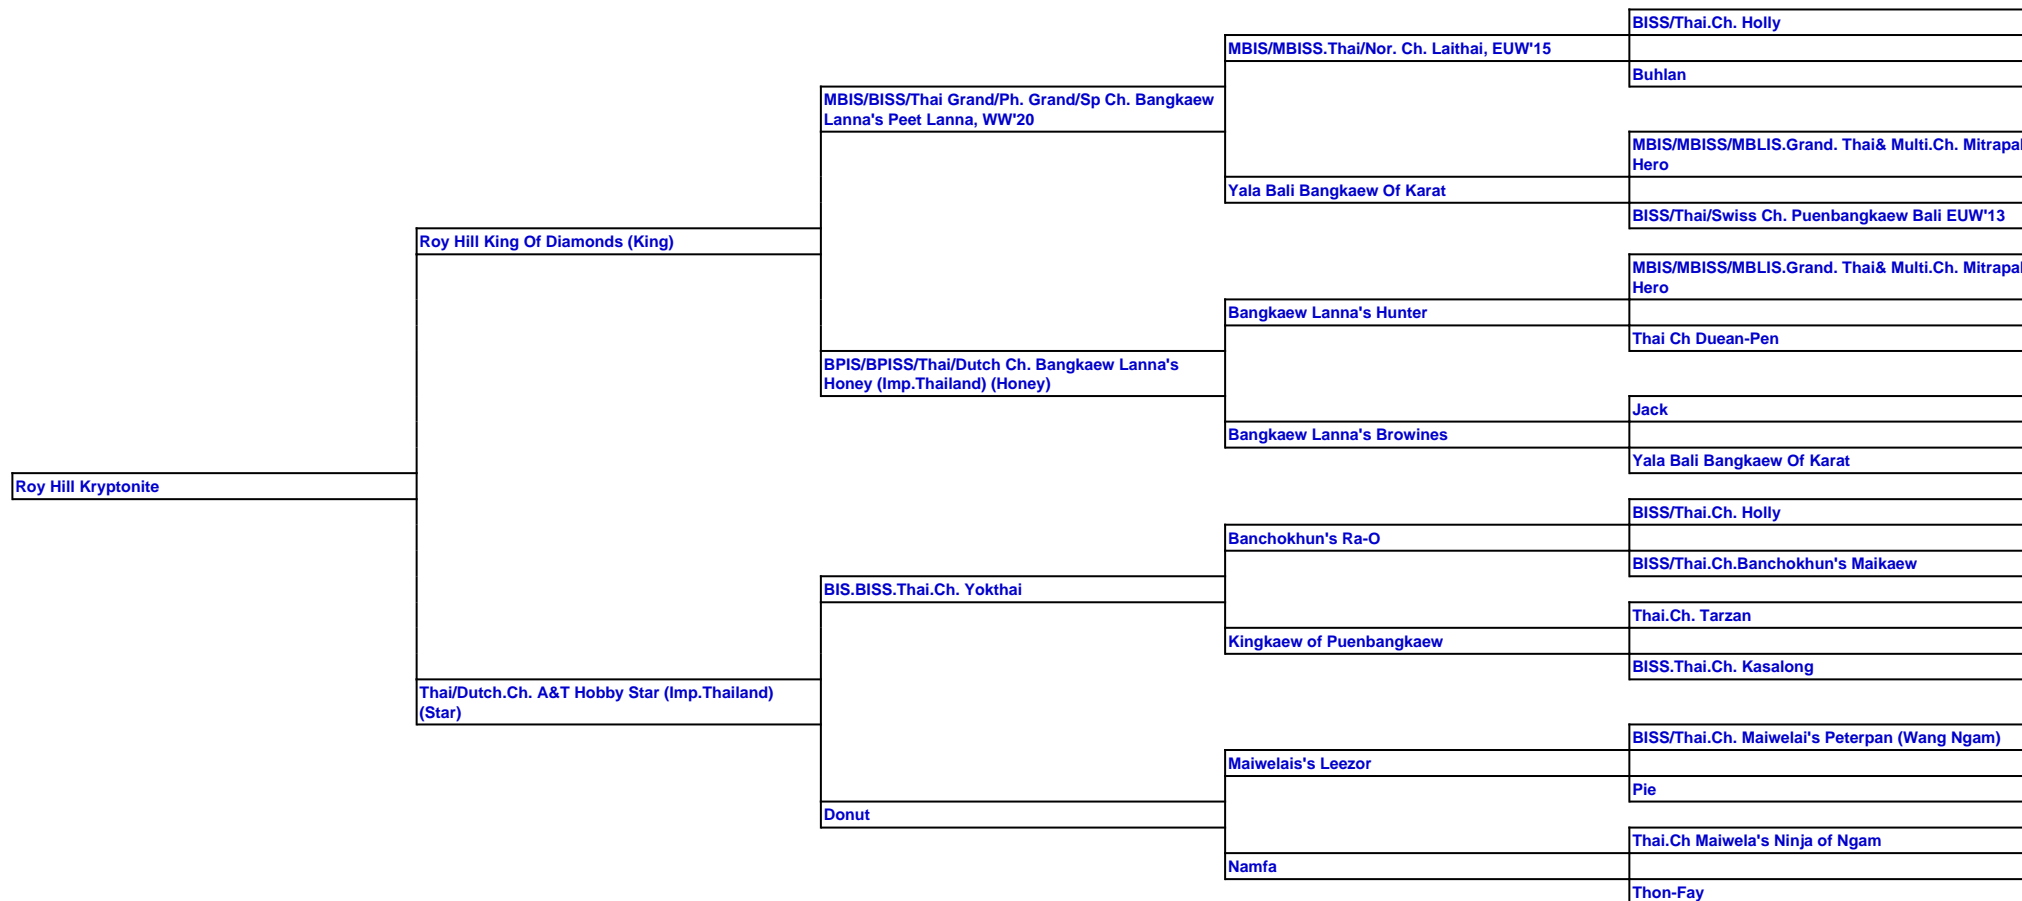 BISS/Thai.Ch. Holly
MBIS/MBISS.Thai/Nor. Ch. Laithai, EUW'15
Buhlan
MBIS/BISS/Thai Grand/Ph. Grand/Sp Ch. Bangkaew
Lanna's Peet Lanna, WW'20
MBIS/MBISS/MBLIS.Grand. Thai& Multi.Ch. Mitrapa
Hero
Yala Bali Bangkaew Of Karat
BISS/Thai/Swiss Ch. Puenbangkaew Bali EUW'13
Roy Hill King Of Diamonds (King)
MBIS/MBISS/MBLIS.Grand. Thai& Multi.Ch. Mitrapa
Hero
Bangkaew Lanna's Hunter
Thai Ch Duean-Pen
BPIS/BPISS/Thai/Dutch Ch. Bangkaew Lanna's
Honey (Imp.Thailand) (Honey)
Jack
Bangkaew Lanna's Browines
Yala Bali Bangkaew Of Karat
Roy Hill Kryptonite
BISS/Thai.Ch. Holly
Banchokhun's Ra-O
BISS/Thai.Ch.Banchokhun's Maikaew
BIS.BISS.Thai.Ch. Yokthai
Thai.Ch. Tarzan
Kingkaew of Puenbangkaew
BISS.Thai.Ch. Kasalong
Thai/Dutch.Ch. A&T Hobby Star (Imp.Thailand)
(Star)
BISS/Thai.Ch. Maiwelai's Peterpan (Wang Ngam)
Maiwelais's Leezor
Pie
Donut
Thai.Ch Maiwela's Ninja of Ngam
Namfa
Thon-Fay